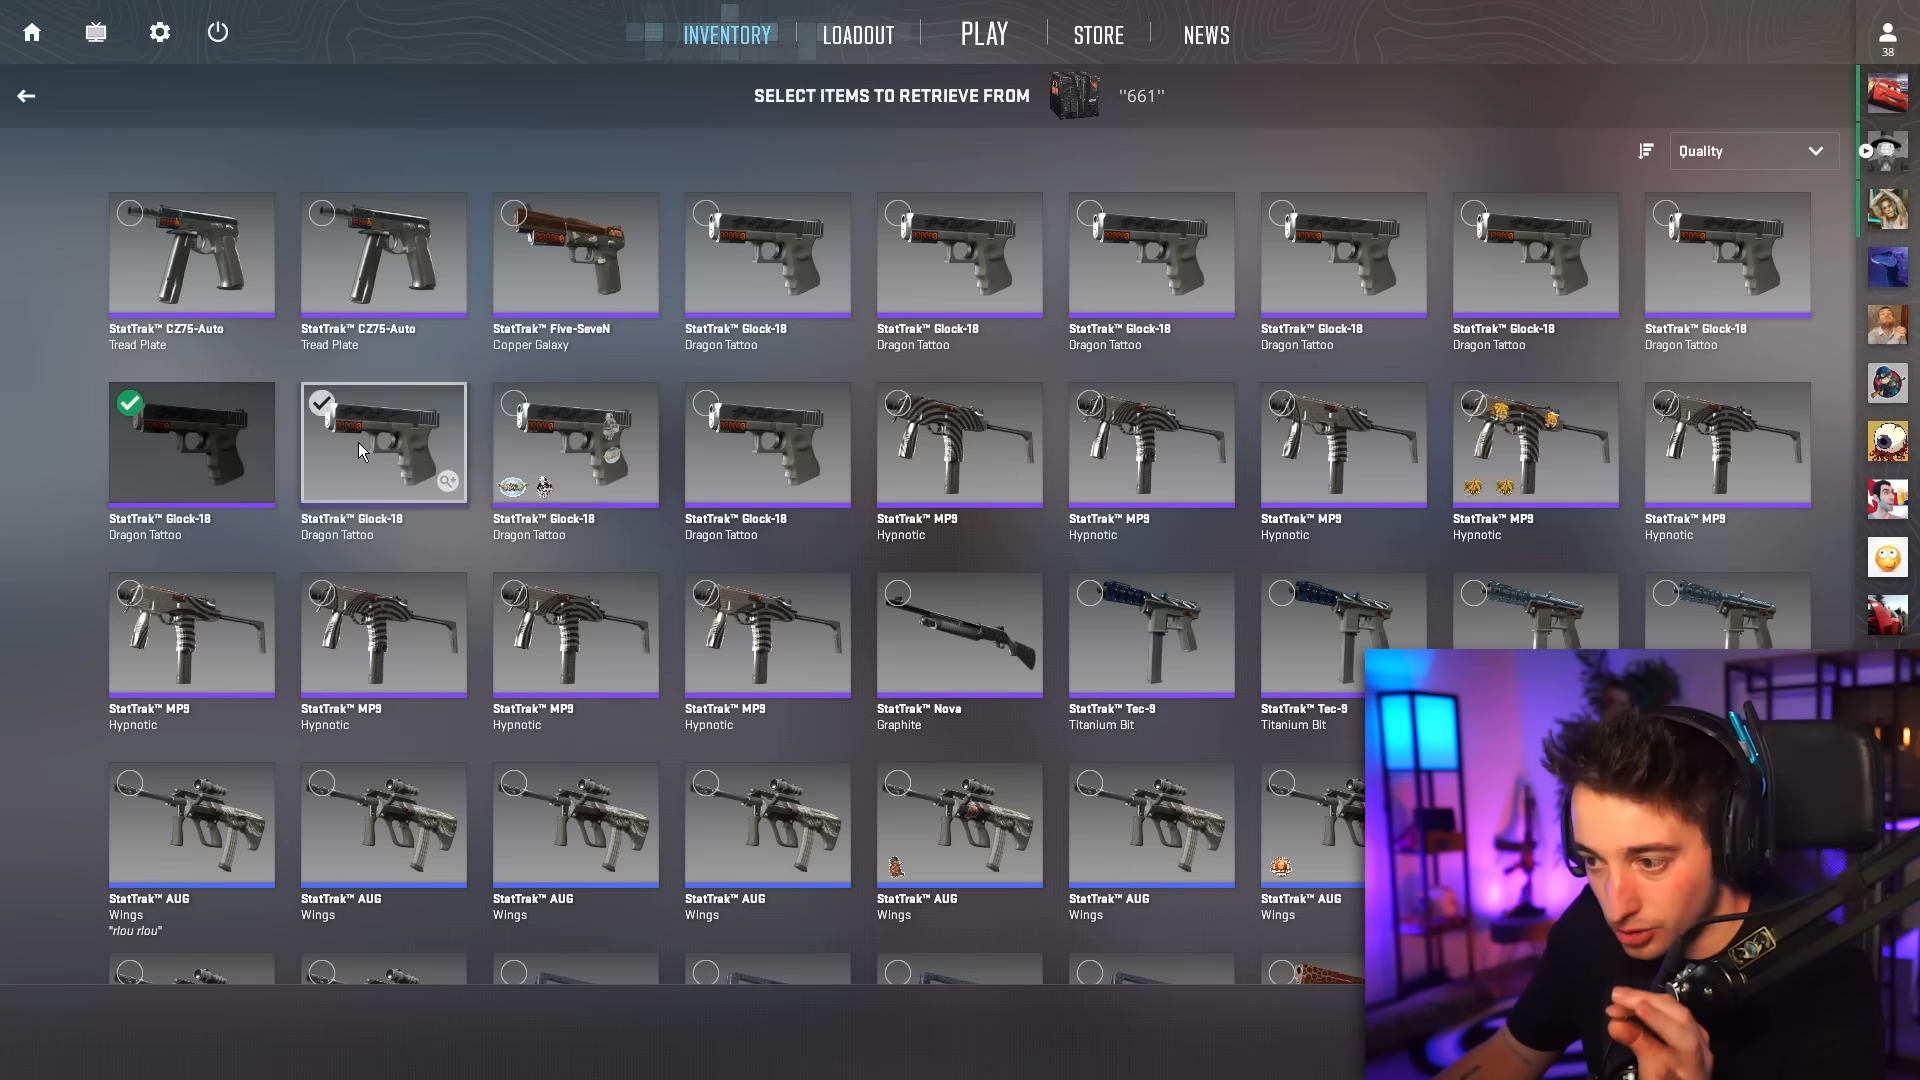 INVENTORY
LOADOUT
PLAY
STORE
NEWS
38
SELECT ITEMS TO RETRIEVE FROM "661"
Quality
StatTrak™ CZ75-Auto
Tread Plate
StatTrak™ CZ75-Auto
Tread Plate
StatTrak™ Five-SeveN
Copper Galaxy
StatTrak™ Glock-18
Dragon Tattoo
StatTrak™ Glock-18
Dragon Tattoo
StatTrak™ Glock-18
Dragon Tattoo
StatTrak™ Glock-18
Dragon Tattoo
StatTrak™ Glock-18
Dragon Tattoo
StatTrak™ Glock-18
Dragon Tattoo
StatTrak™ Glock-18
Dragon Tattoo
StatTrak™ Glock-18
Dragon Tattoo
StatTrak™ Glock-18
Dragon Tattoo
StatTrak™ Glock-18
Dragon Tattoo
StatTrak™ MP9
Hypnotic
StatTrak™ MP9
Hypnotic
StatTrak™ MP9
Hypnotic
StatTrak™ MP9
Hypnotic
StatTrak™ MP9
Hypnotic
StatTrak™ MP9
Hypnotic
StatTrak™ MP9
Hypnotic
StatTrak™ MP9
Hypnotic
StatTrak™ MP9
Hypnotic
StatTrak™ Nova
Graphite
StatTrak™ Tec-9
Titanium Bit
StatTrak™ Tec-9
Titanium Bit
StatTrak™ AUG
Wings
"rlou rlou"
StatTrak™ AUG
Wings
StatTrak™ AUG
Wings
StatTrak™ AUG
Wings
StatTrak™ AUG
Wings
StatTrak™ AUG
Wings
StatTrak™ AUG
Wings